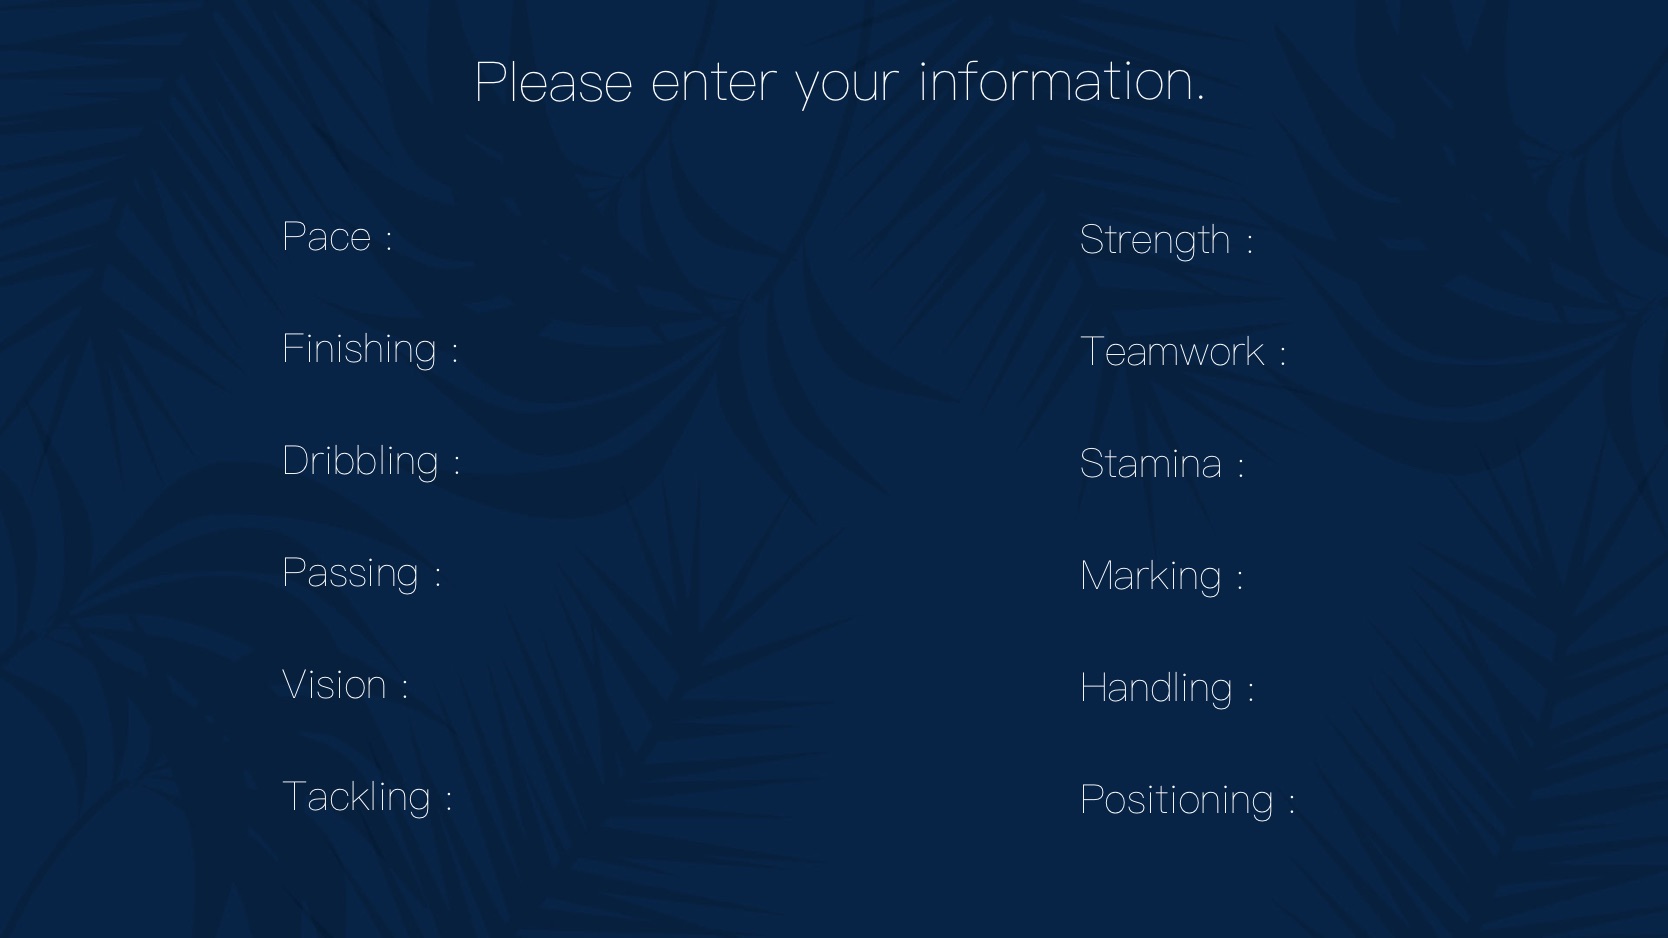 Please enter your information.
Pace :
Finishing :
Dribbling :
Passing :
Vision :
Tackling :
Strength :
Teamwork :
Stamina :
Marking :
Handling :
Positioning :